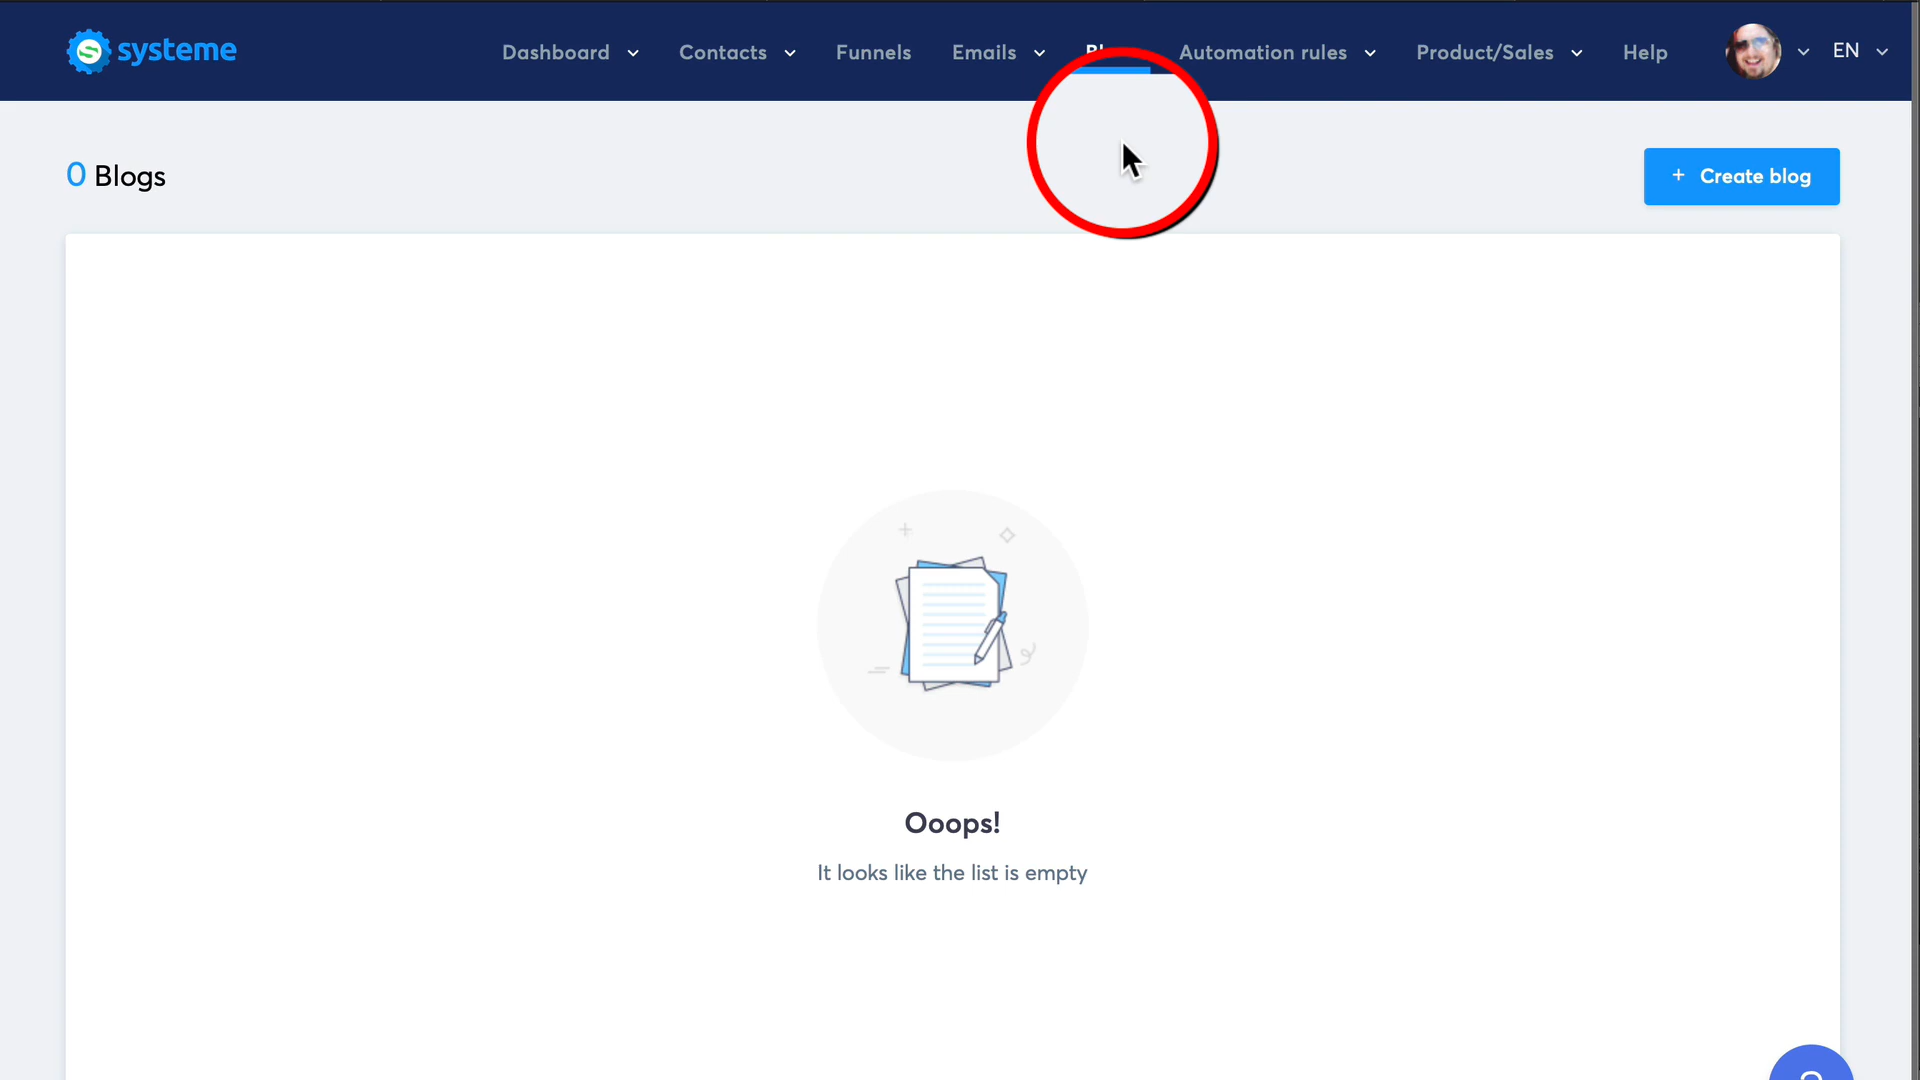 systeme
Dashboard
Contacts
Funnels
Emails
Automation rules
Product/Sales
Help
EN
0 Blogs
+ Create blog
Ooops!
It looks like the list is empty